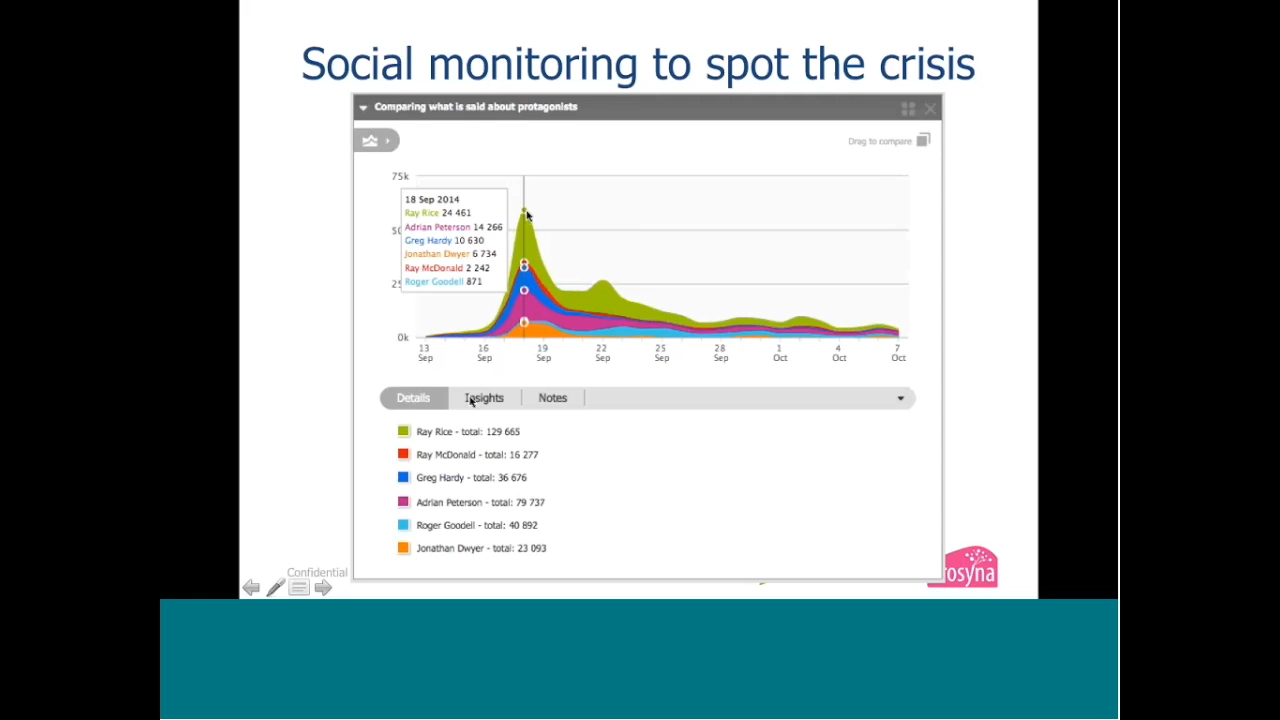 Social monitoring to spot the crisis
Comparing what is said about protagonists
Drag to compare
75k
18 Sep 2014
Ray Rice 24 461
Adrian Peterson 14 266
Greg Hardy 10 630
Jonathan Dwyer 6 734
Ray McDonald 2 242
Roger Goodell 871
0k
13 Sep
16 Sep
19 Sep
22 Sep
25 Sep
28 Sep
1 Oct
4 Oct
7 Oct
Details
Insights
Notes
Ray Rice - total: 129 665
Ray McDonald - total: 16 277
Greg Hardy - total: 36 676
Adrian Peterson - total: 79 737
Roger Goodell - total: 40 892
Jonathan Dwyer - total: 23 093
Confidential
rosyna